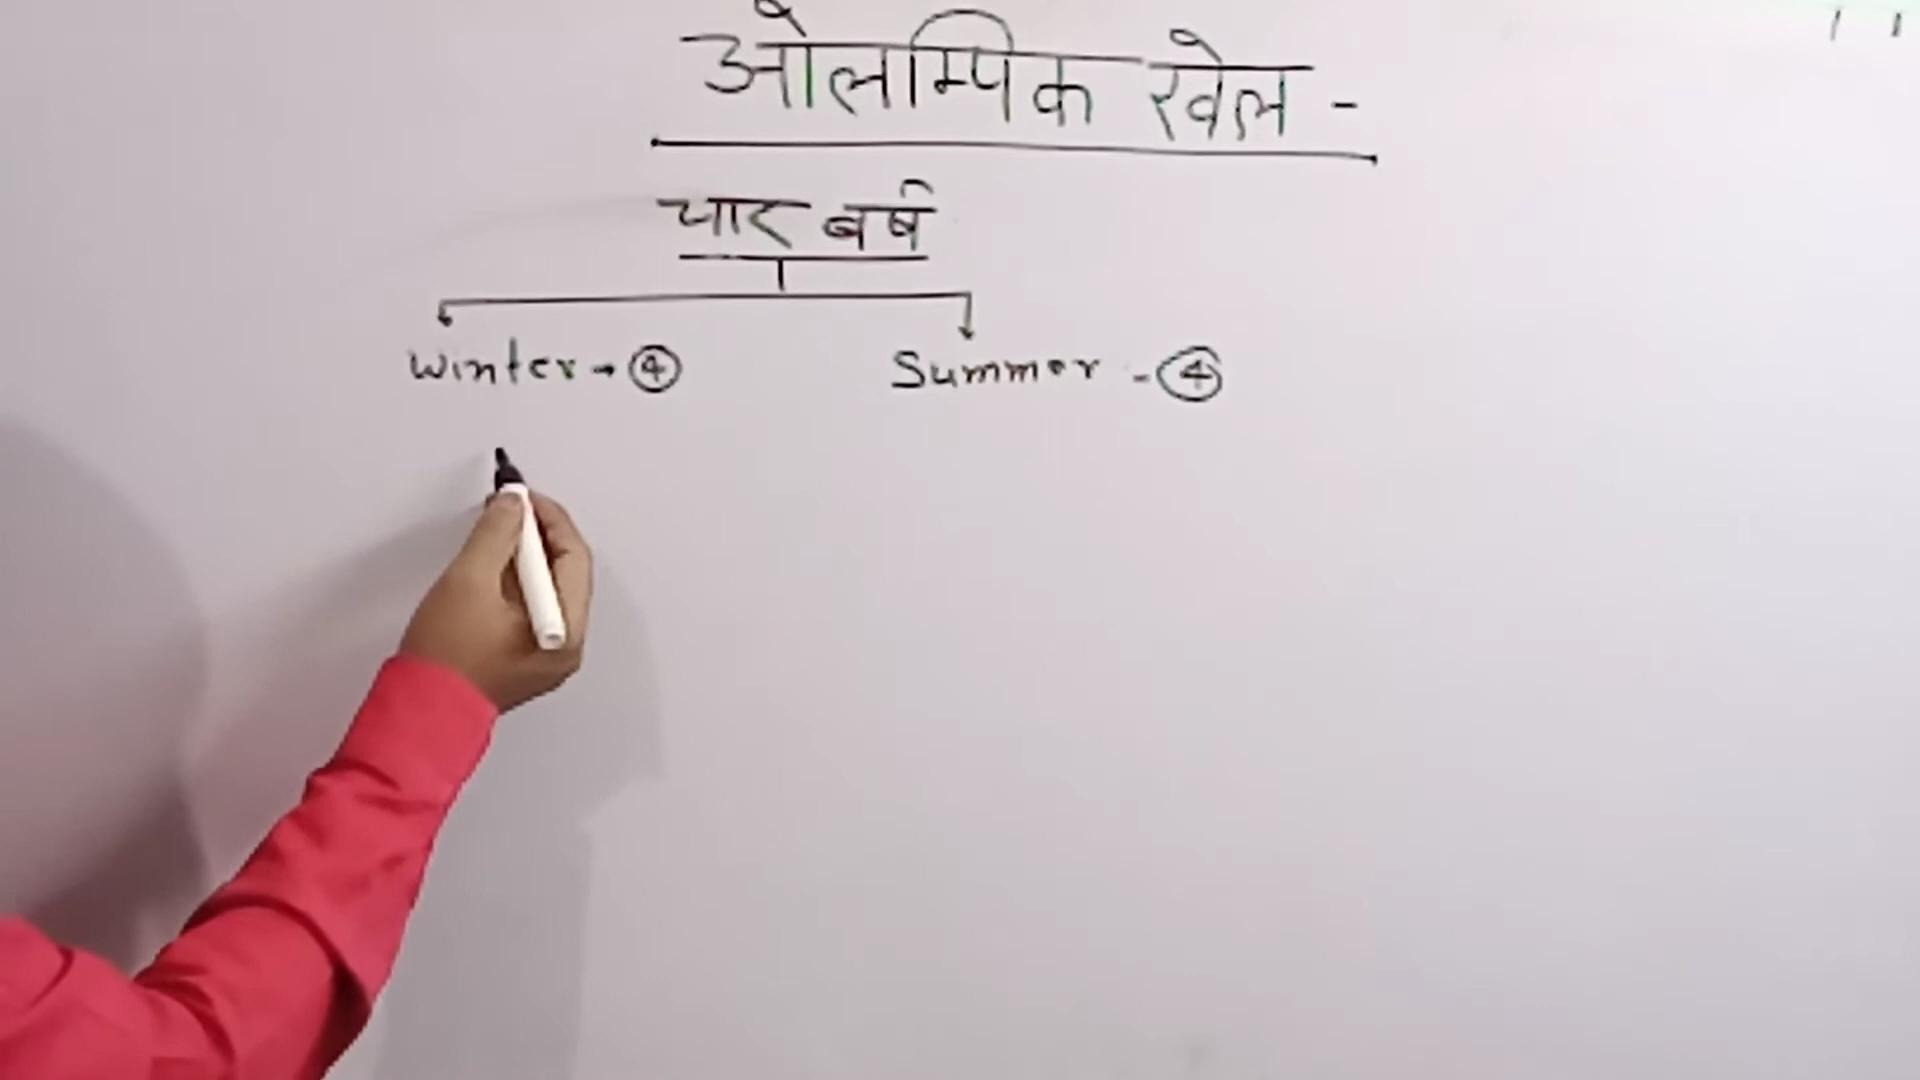 ओलम्पिक खेल -
चार बर्ष
Winter - ④ Summer - ④